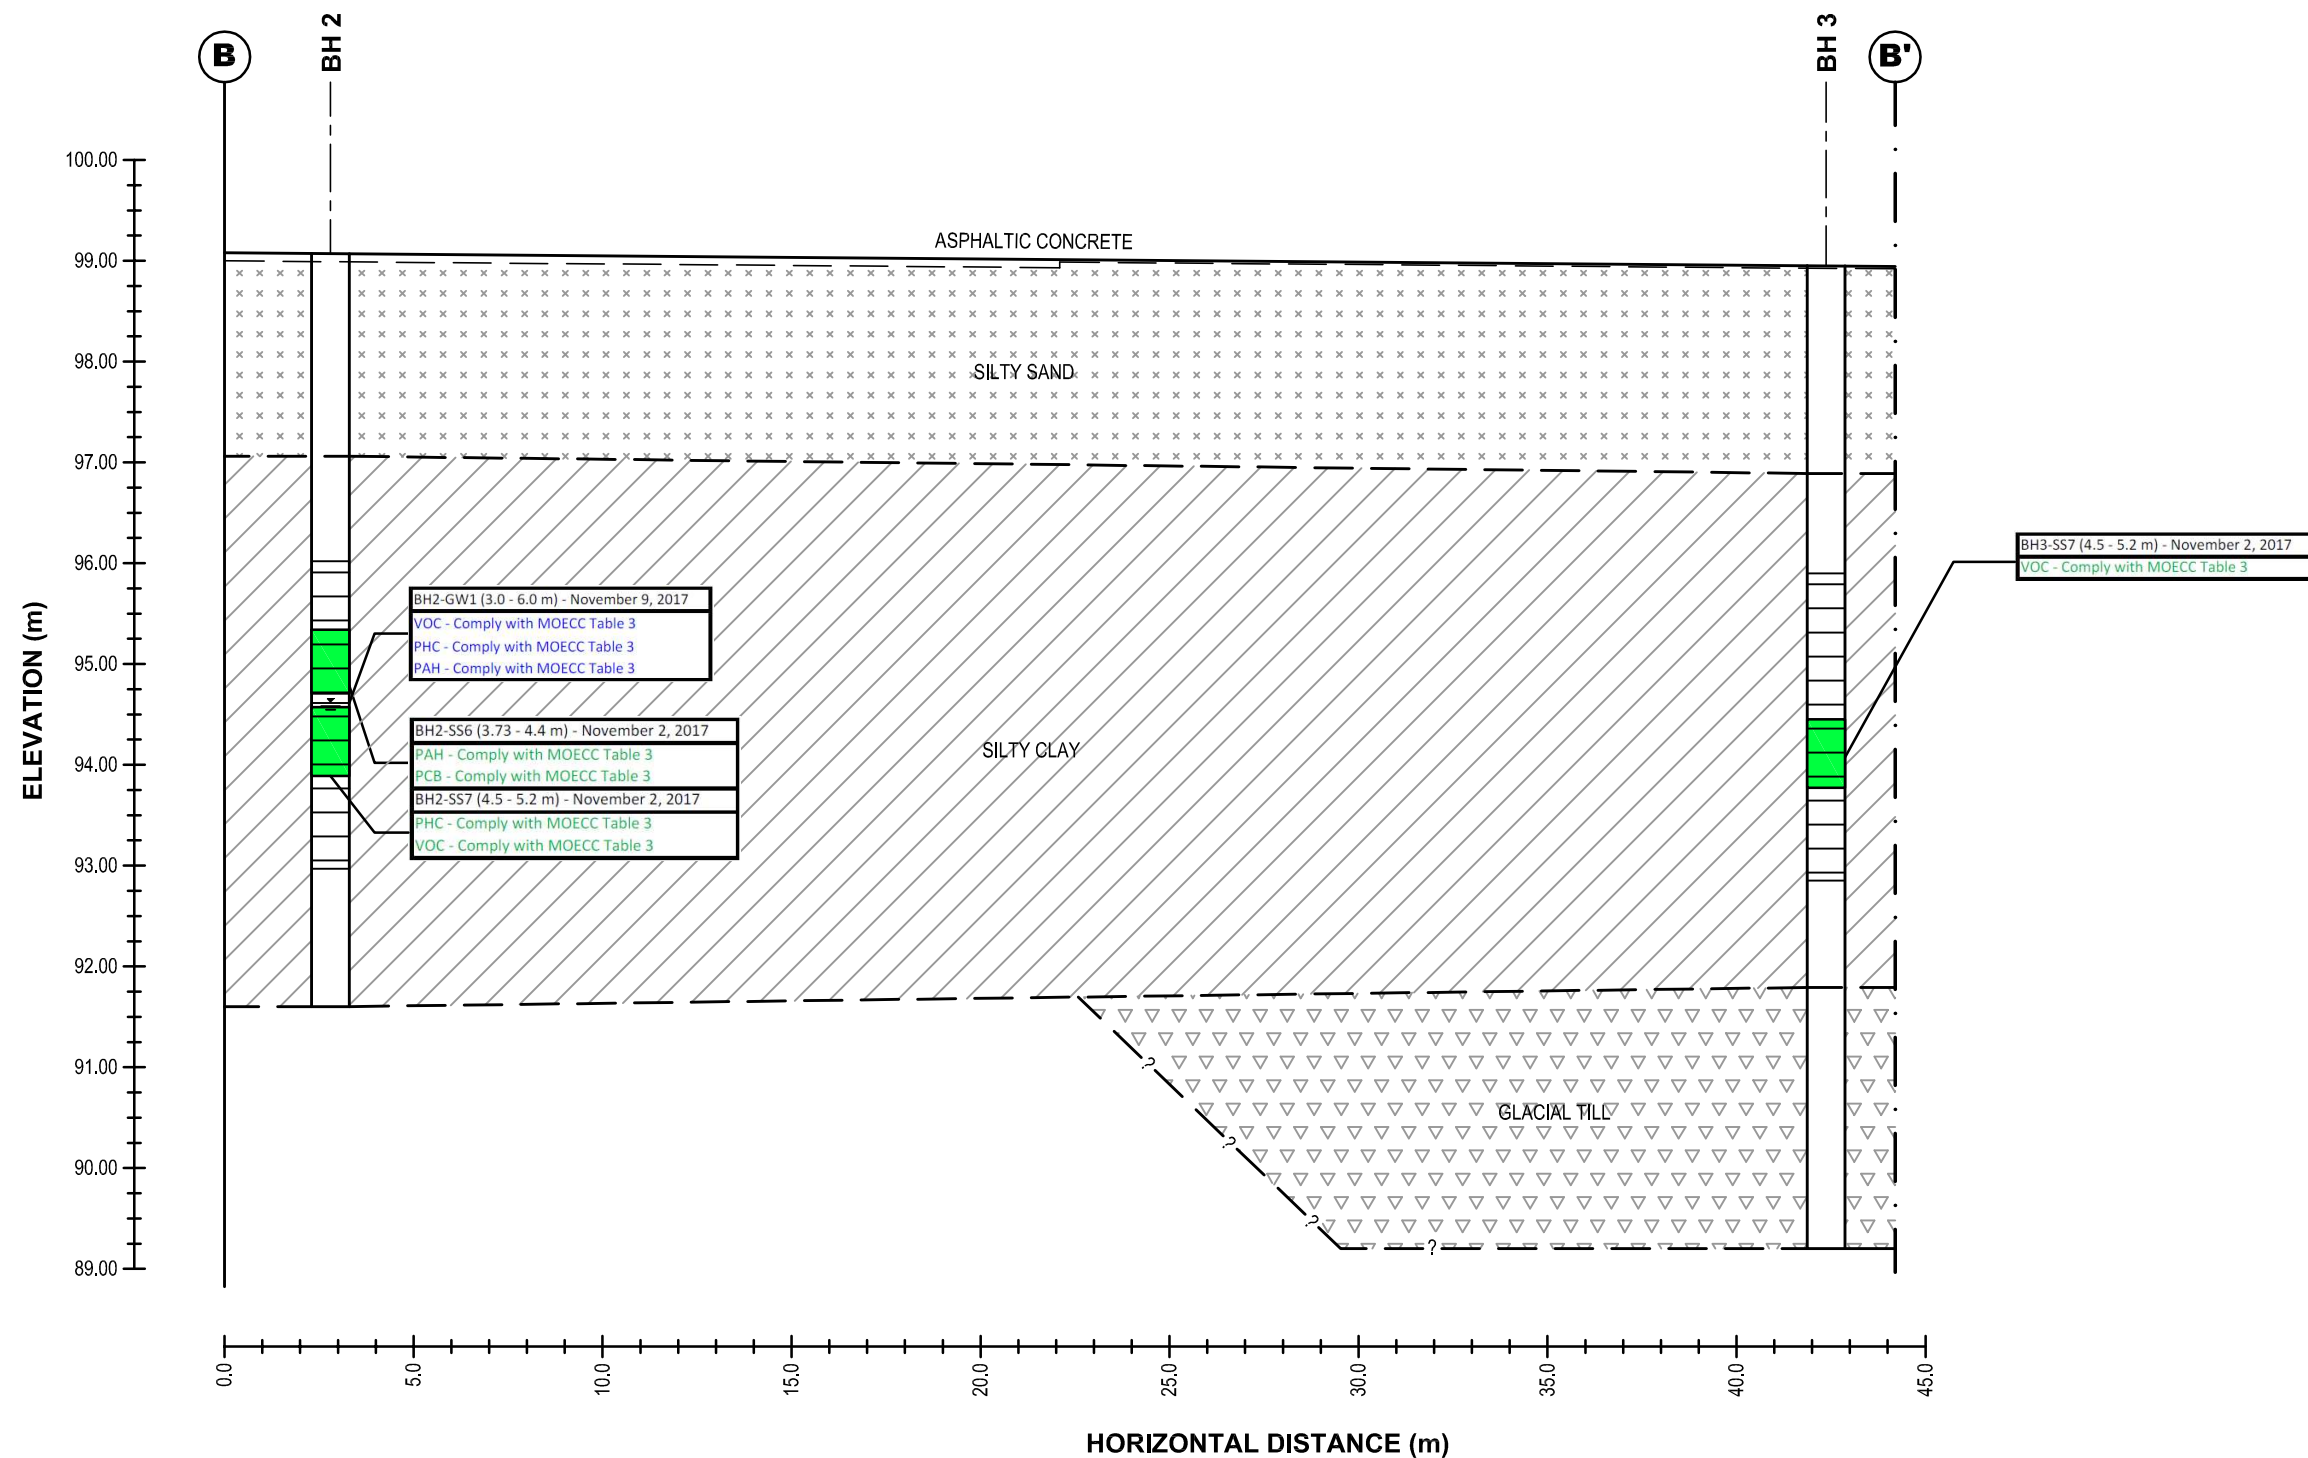 B
BH 2
BH 3
B'
100.00
99.00
98.00
97.00
96.00
95.00
94.00
93.00
92.00
91.00
90.00
89.00
ELEVATION (m)
ASPHALTIC CONCRETE
SILTY SAND
BH3-SS7 (4.5 - 5.2 m) - November 2, 2017
VOC - Comply with MOECC Table 3
BH2-GW1 (3.0 - 6.0 m) - November 9, 2017
VOC - Comply with MOECC Table 3
PHC - Comply with MOECC Table 3
PAH - Comply with MOECC Table 3
BH2-SS6 (3.73 - 4.4 m) - November 2, 2017
PAH - Comply with MOECC Table 3
PCB - Comply with MOECC Table 3
BH2-SS7 (4.5 - 5.2 m) - November 2, 2017
PHC - Comply with MOECC Table 3
VOC - Comply with MOECC Table 3
SILTY CLAY
?
GLACIAL TILL
?
?
?
0.0
5.0
10.0
15.0
20.0
25.0
30.0
35.0
40.0
45.0
HORIZONTAL DISTANCE (m)